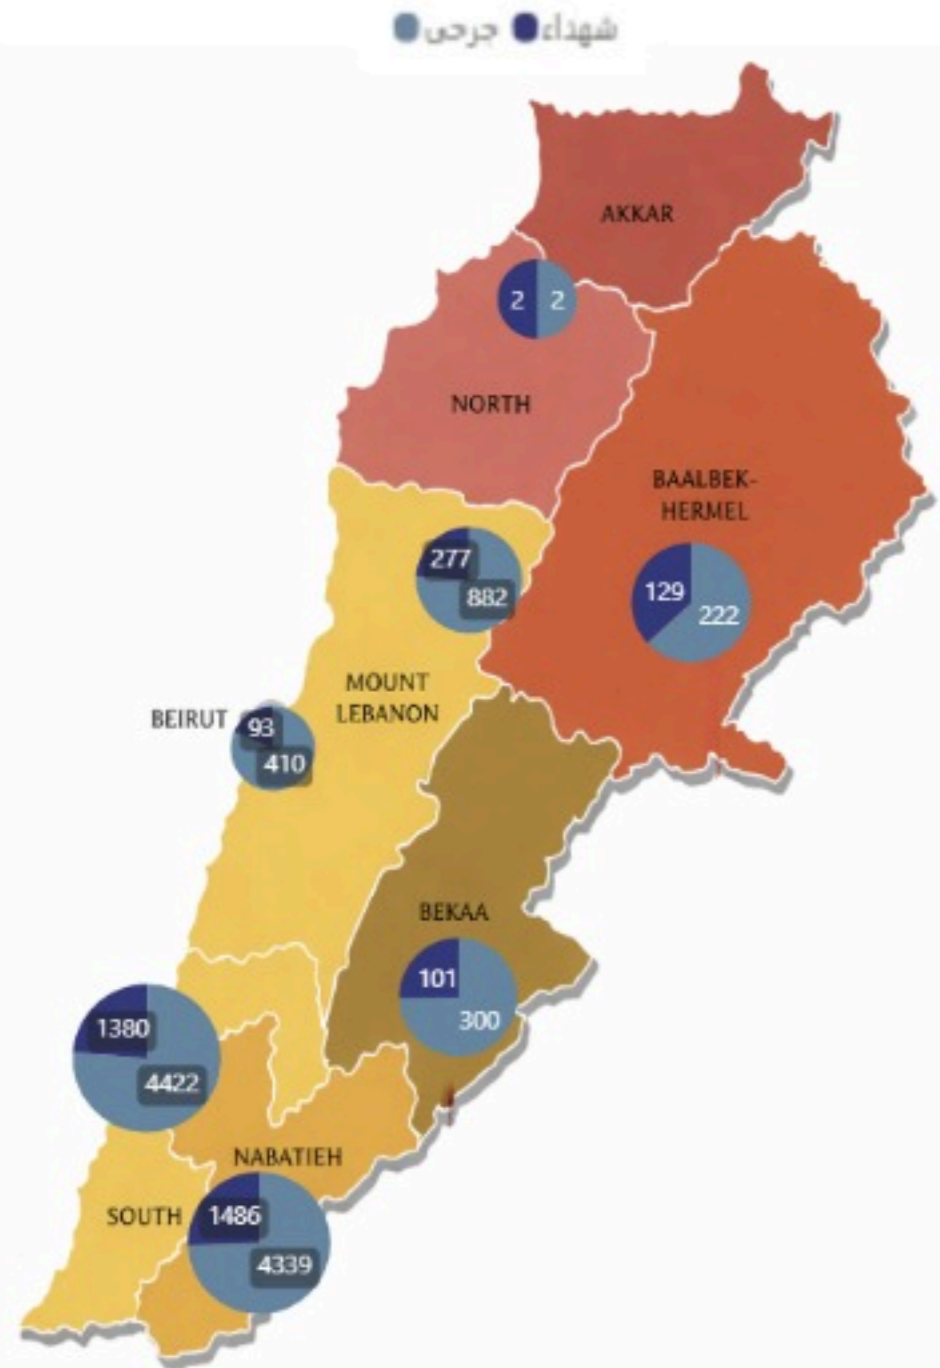 شهداء جرحى
AKKAR
2 2
NORTH
BAALBEK-
HERMEL
277
882
129
222
MOUNT
LEBANON
BEIRUT
93
410
BEKAA
101
300
1380
4422
NABATIEH
SOUTH
1486
4339